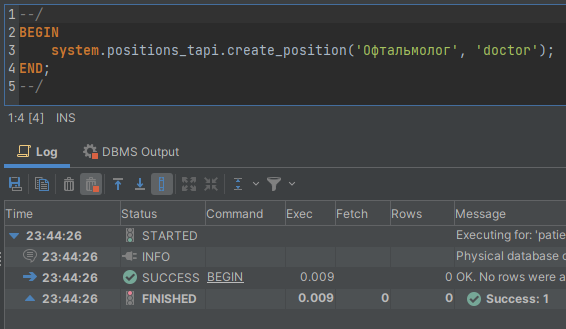 1 --/
2 BEGIN
3 system.positions_tapi.create_position('Офтальмолог', 'doctor');
4 END;
5 --/
1:4 [4] INS
Log DBMS Output
Time Status Command Exec Fetch Rows Message
23:44:26 STARTED Executing for: 'patie
23:44:26 INFO Physical database c
23:44:26 SUCCESS BEGIN 0.009 0 OK. No rows were a
23:44:26 FINISHED 0.009 0 0 Success: 1